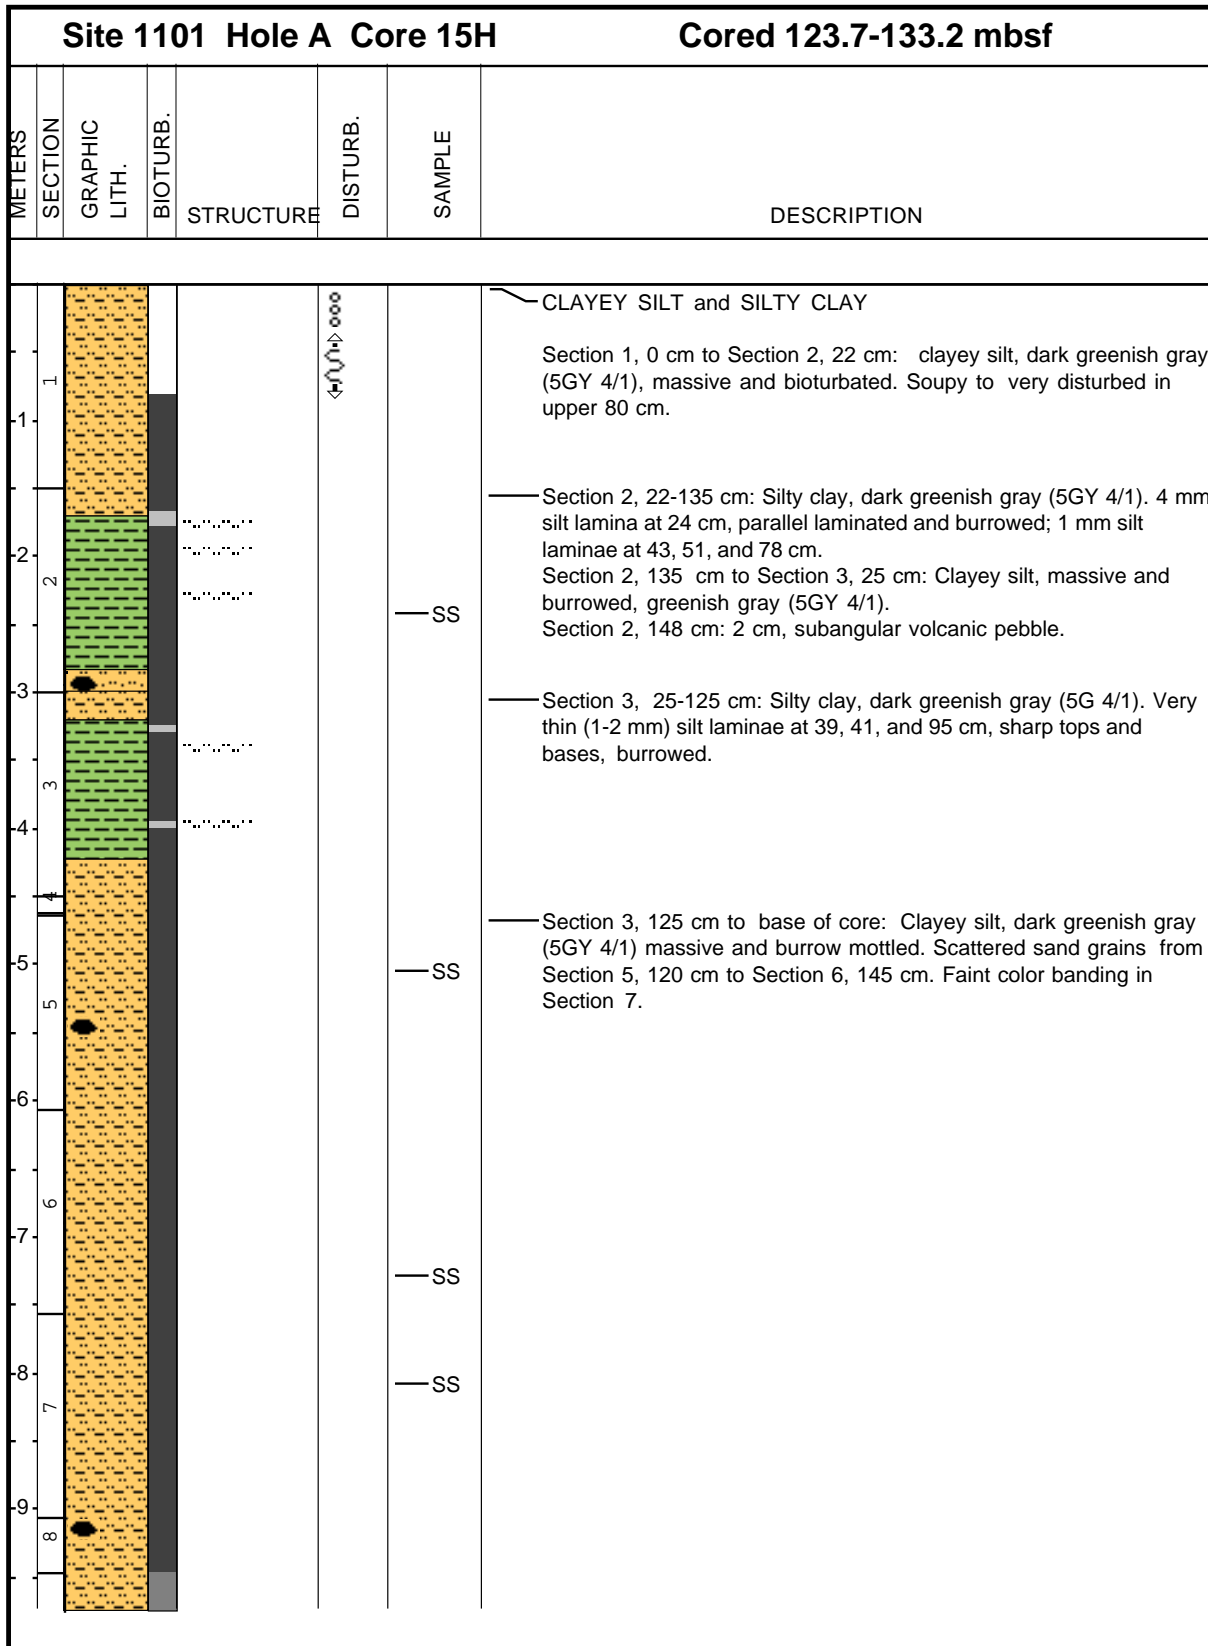 Site 1101 Hole A Core 15H
Cored 123.7-133.2 mbsf
METERS
SECTION
GRAPHIC
LITH.
BIOTURB.
STRUCTURE
DISTURB.
SAMPLE
DESCRIPTION
CLAYEY SILT and SILTY CLAY
Section 1, 0 cm to Section 2, 22 cm: clayey silt, dark greenish gray
(5GY 4/1), massive and bioturbated. Soupy to very disturbed in
upper 80 cm.
Section 2, 22-135 cm: Silty clay, dark greenish gray (5GY 4/1). 4 mm
silt lamina at 24 cm, parallel laminated and burrowed; 1 mm silt
laminae at 43, 51, and 78 cm.
Section 2, 135 cm to Section 3, 25 cm: Clayey silt, massive and
burrowed, greenish gray (5GY 4/1).
Section 2, 148 cm: 2 cm, subangular volcanic pebble.
Section 3, 25-125 cm: Silty clay, dark greenish gray (5G 4/1). Very
thin (1-2 mm) silt laminae at 39, 41, and 95 cm, sharp tops and
bases, burrowed.
Section 3, 125 cm to base of core: Clayey silt, dark greenish gray
(5GY 4/1) massive and burrow mottled. Scattered sand grains from
Section 5, 120 cm to Section 6, 145 cm. Faint color banding in
Section 7.
1
2
3
4
5
6
7
8
9
1
2
3
4
5
6
7
8
SS
SS
SS
SS